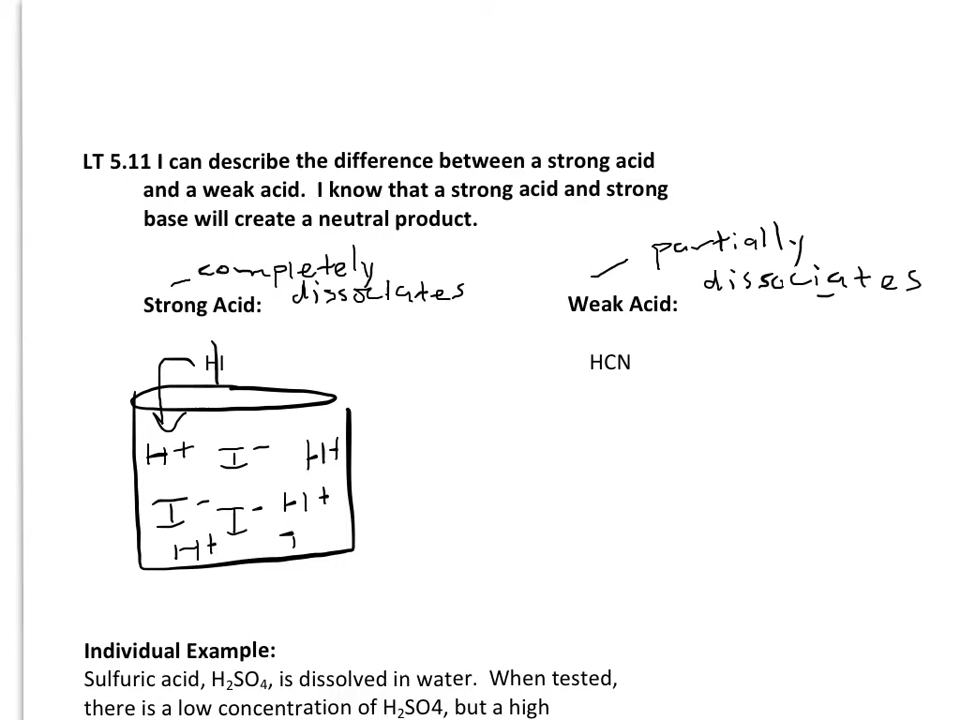 LT 5.11 I can describe the difference between a strong acid
and a weak acid. I know that a strong acid and strong
base will create a neutral product.
completely
dissociates
partially
dissociates
Strong Acid:
Weak Acid:
HI
HCN
H+ I- H+
I- I- H+
H+
Individual Example:
Sulfuric acid, H₂SO₄, is dissolved in water. When tested,
there is a low concentration of H₂SO4, but a high